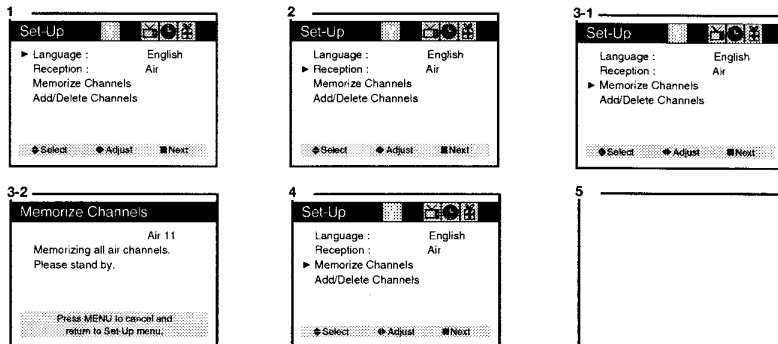 1
Set-Up
Language : English
Reception : Air
Memorize Channels
Add/Delete Channels
Select Adjust Next
2
Set-Up
Language : English
Reception : Air
Memorize Channels
Add/Delete Channels
Select Adjust Next
3-1
Set-Up
Language : English
Reception : Air
Memorize Channels
Add/Delete Channels
Select Adjust Next
3-2
Memorize Channels
Air 11
Memorizing all air channels.
Please stand by.
Press MENU to cancel and
return to Set-Up menu.
4
Set-Up
Language : English
Reception : Air
Memorize Channels
Add/Delete Channels
Select Adjust Next
5